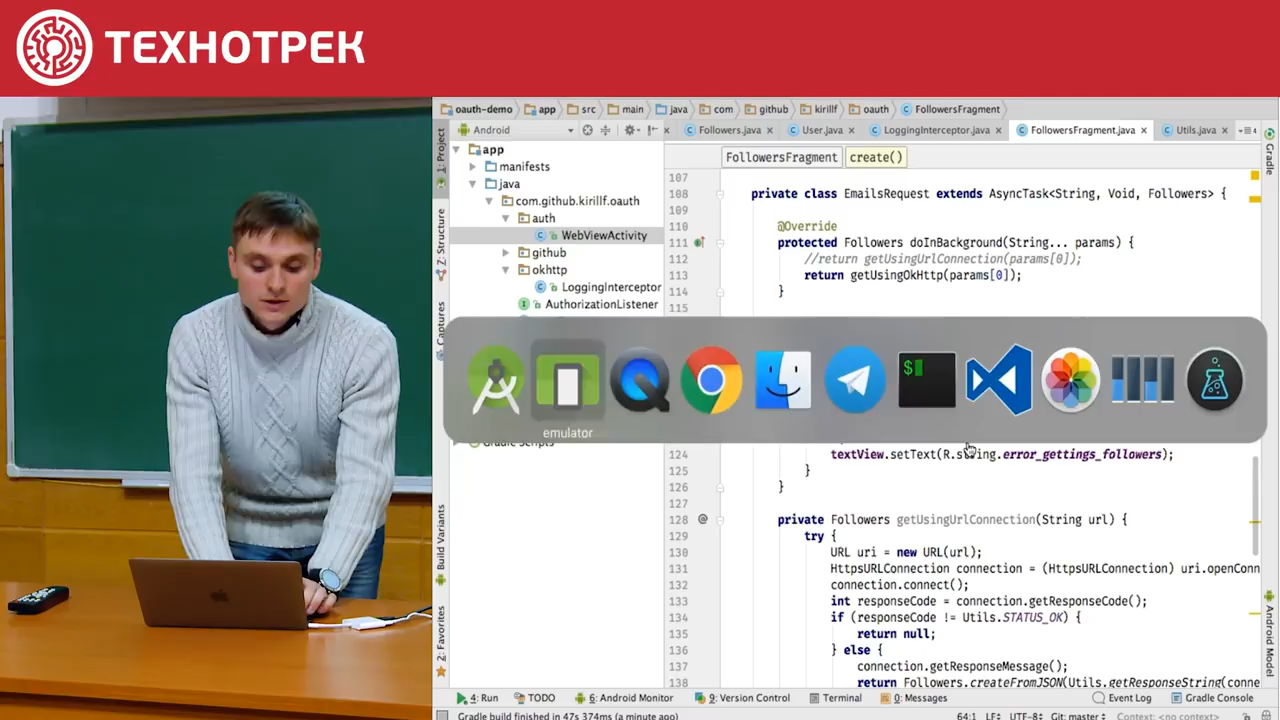 ТЕХНОТРЕК
oauth-demo app src main java com github kirillf oauth FollowersFragment
Android
Followers.java User.java LoggingInterceptor.java FollowersFragment.java Utils.java
1: Project
Z: Structure
Captures
Build Variants
2: Favorites
app
manifests
java
com.github.kirillf.oauth
auth
WebViewActivity
github
okhttp
LoggingInterceptor
AuthorizationListener
Gradle Scripts
FollowersFragment create()
107
108 private class EmailsRequest extends AsyncTask<String, Void, Followers> {
109
110 @Override
111 protected Followers doInBackground(String... params) {
112 //return getUsingUrlConnection(params[0]);
113 return getUsingOkHttp(params[0]);
114 }
115
$
emulator
124 textView.setText(R.string.error_gettings_followers);
125 }
126 }
127
128 private Followers getUsingUrlConnection(String url) {
129 try {
130 URL uri = new URL(url);
131 HttpsURLConnection connection = (HttpsURLConnection) uri.openConn
132 connection.connect();
133 int responseCode = connection.getResponseCode();
134 if (responseCode != Utils.STATUS_OK) {
135 return null;
136 } else {
137 connection.getResponseMessage();
138 return Followers.createFromJSON(Utils.getResponseString(conne
Gradle
Android Model
4: Run TODO 6: Android Monitor 9: Version Control Terminal 0: Messages Event Log Gradle Console
Gradle build finished in 47s 374ms (a minute ago) 64:1 LF÷ UTF-8÷ Git: master÷ Context: <no context>